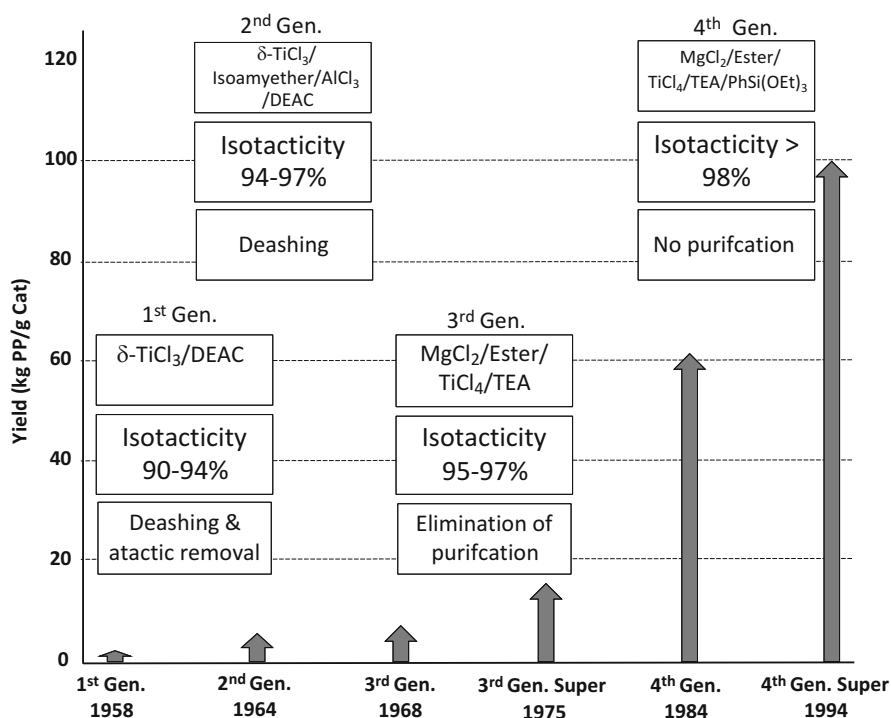 2nd Gen.
δ-TiCl3/
Isoamyether/AlCl3
/DEAC
Isotacticity
94-97%
Deashing
4th Gen.
MgCl2/Ester/
TiCl4/TEA/PhSi(OEt)3
Isotacticity >
98%
No purifcation
1st Gen.
δ-TiCl3/DEAC
Isotacticity
90-94%
Deashing &
atactic removal
3rd Gen.
MgCl2/Ester/
TiCl4/TEA
Isotacticity
95-97%
Elimination of
purifcation
Yield (kg PP/g Cat)
120
100
80
60
40
20
0
1st Gen.
1958
2nd Gen.
1964
3rd Gen.
1968
3rd Gen. Super
1975
4th Gen.
1984
4th Gen. Super
1994